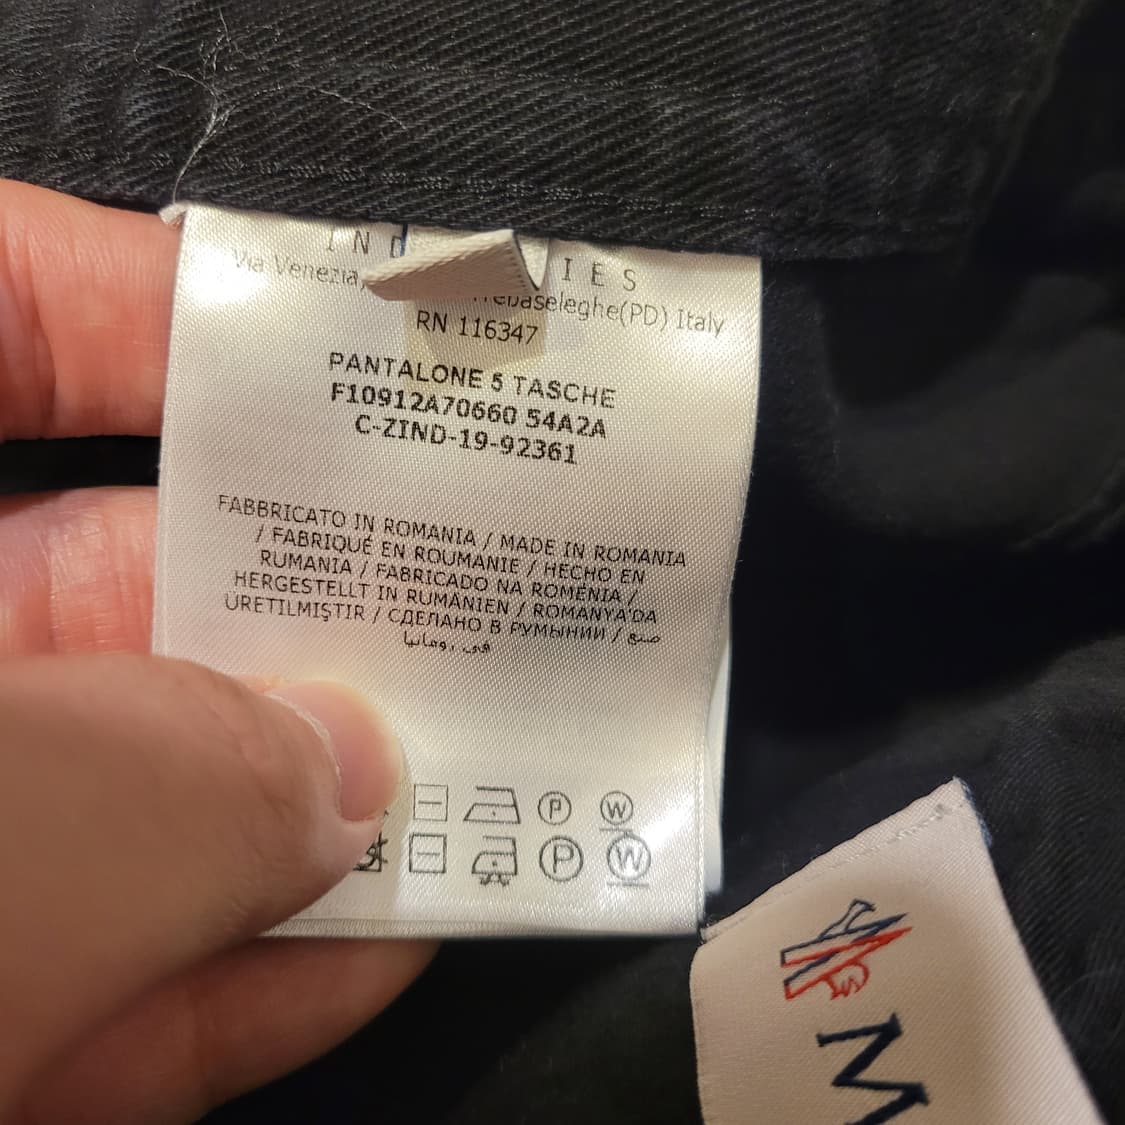 IES
Via Venezia,
Trebaseleghe(PD) Italy
RN 116347
PANTALONE 5 TASCHE
F10912A70660 54A2A
C-ZIND-19-92361
FABBRICATO IN ROMANIA / MADE IN ROMANIA
/ FABRIQUÉ EN ROUMANIE / HECHO EN
RUMANIA / FABRICADO NA ROMÉNIA /
HERGESTELLT IN RUMÄNIEN / ROMANYA'DA
ÜRETILMIŞTIR / СДЕЛАНО В РУМЫНИИ / صنع
في رومانيا
P W
P W
M